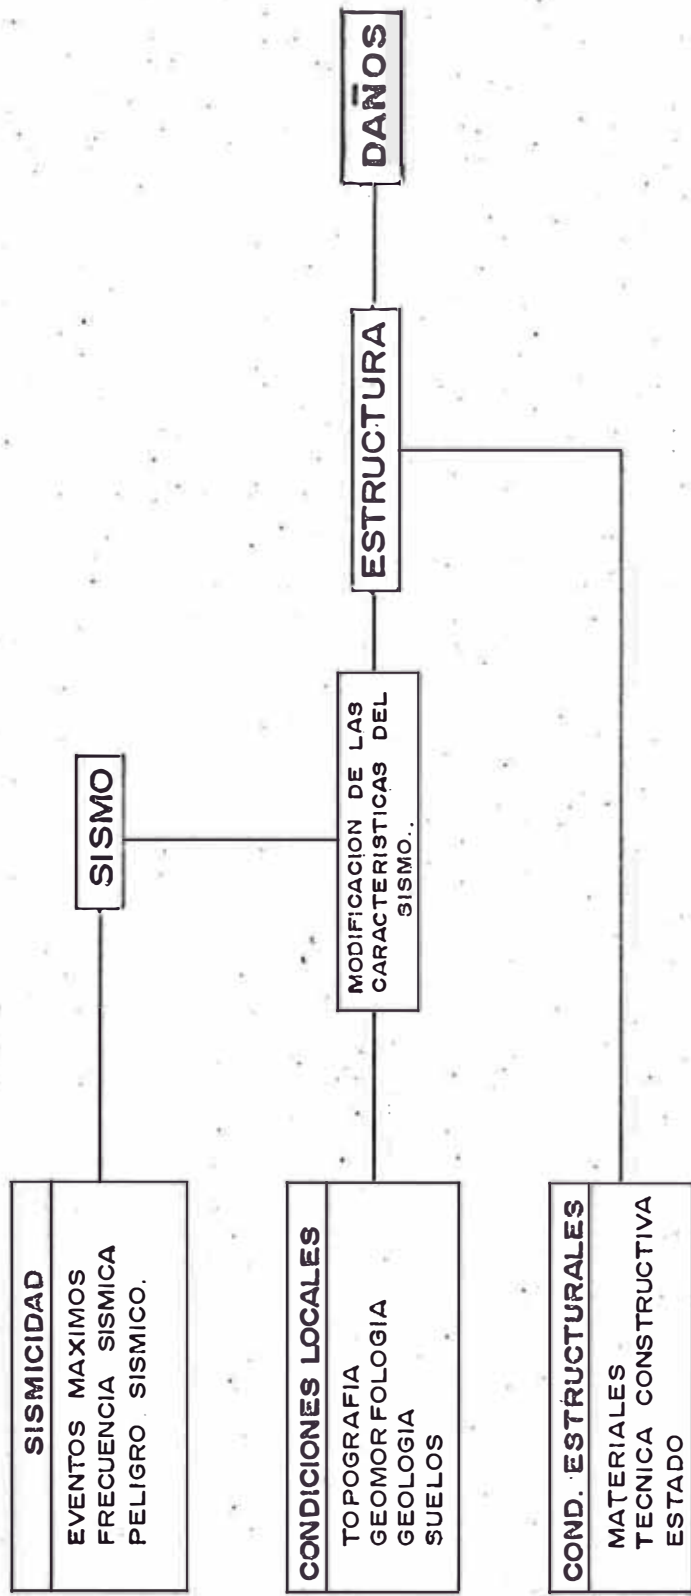 SISMICIDAD
EVENTOS MAXIMOS
FRECUENCIA SISMICA
PELIGRO SISMICO.
CONDICIONES LOCALES
TOPOGRAFIA
GEOMORFOLOGIA
GEOLOGIA
SUELOS
COND. ESTRUCTURALES
MATERIALES
TECNICA CONSTRUCTIVA
ESTADO
SISMO
MODIFICACION DE LAS
CARACTERISTICAS DEL
SISMO..
ESTRUCTURA
DAÑOS